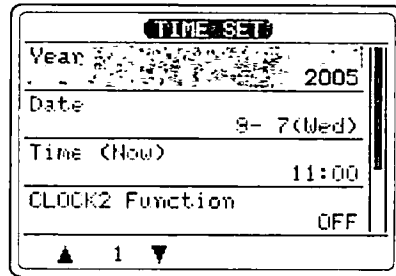 TIME SET
Year
2005
Date
9- 7(Wed)
Time (Now)
11:00
CLOCK2 Function
OFF
▲ 1 ▼